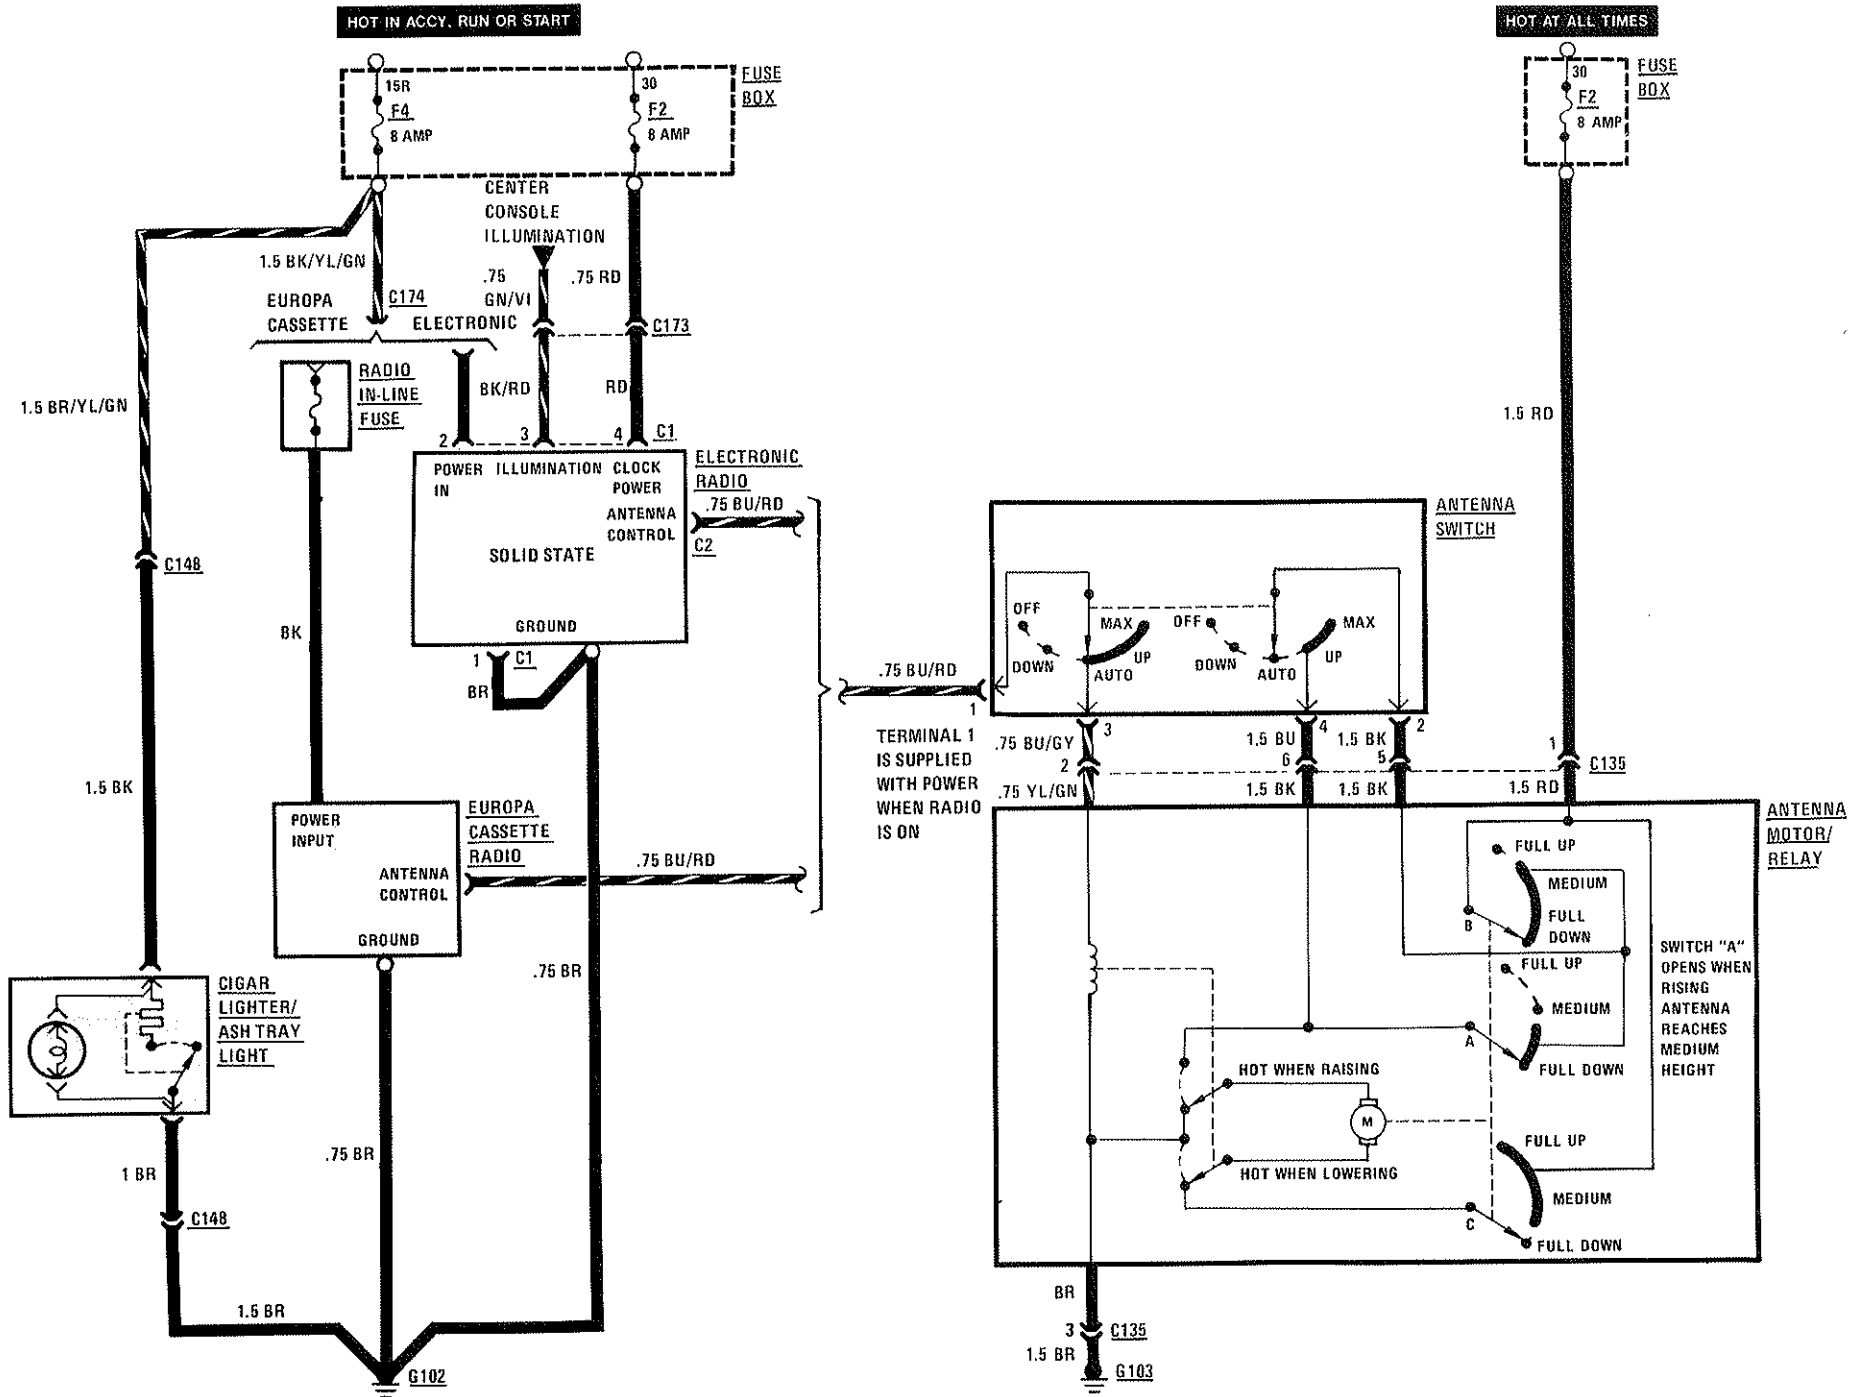 HOT IN ACCY, RUN OR START
HOT AT ALL TIMES
15R
F4
8 AMP
30
F2
8 AMP
FUSE
BOX
30
F2
8 AMP
FUSE
BOX
CENTER
CONSOLE
ILLUMINATION
1.5 BK/YL/GN
.75
GN/VI
.75 RD
C174
EUROPA
CASSETTE
ELECTRONIC
C173
RADIO
IN-LINE
FUSE
BK/RD
RD
1.5 BR/YL/GN
1.5 RD
2
3
4
C1
POWER
IN
ILLUMINATION
CLOCK
POWER
ANTENNA
CONTROL
SOLID STATE
GROUND
ELECTRONIC
RADIO
.75 BU/RD
C2
C148
BK
1
C1
BR
ANTENNA
SWITCH
OFF
DOWN
MAX
UP
AUTO
OFF
DOWN
MAX
UP
AUTO
.75 BU/RD
1
TERMINAL 1
IS SUPPLIED
WITH POWER
WHEN RADIO
IS ON
3
4
2
.75 BU/GY
1.5 BU
1.5 BK
2
6
5
1
C135
.75 YL/GN
1.5 BK
1.5 BK
1.5 RD
1.5 BK
POWER
INPUT
ANTENNA
CONTROL
GROUND
EUROPA
CASSETTE
RADIO
.75 BU/RD
ANTENNA
MOTOR/
RELAY
FULL UP
MEDIUM
FULL
DOWN
B
FULL UP
MEDIUM
A
FULL DOWN
SWITCH "A"
OPENS WHEN
RISING
ANTENNA
REACHES
MEDIUM
HEIGHT
HOT WHEN RAISING
M
HOT WHEN LOWERING
FULL UP
MEDIUM
C
FULL DOWN
.75 BR
CIGAR
LIGHTER/
ASH TRAY
LIGHT
.75 BR
1 BR
C148
1.5 BR
G102
BR
3
C135
1.5 BR
G103